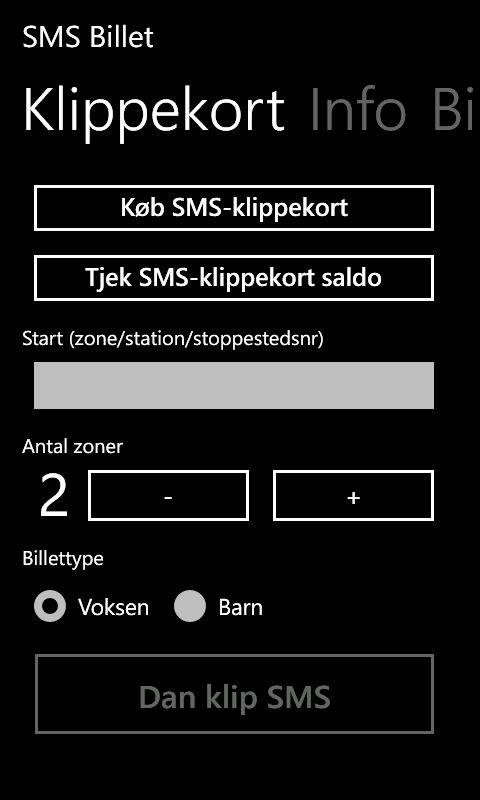 SMS Billet
Klippekort Info Bi
Køb SMS-klippekort
Tjek SMS-klippekort saldo
Start (zone/station/stoppestedsnr)
Antal zoner
2 - +
Billettype
Voksen Barn
Dan klip SMS